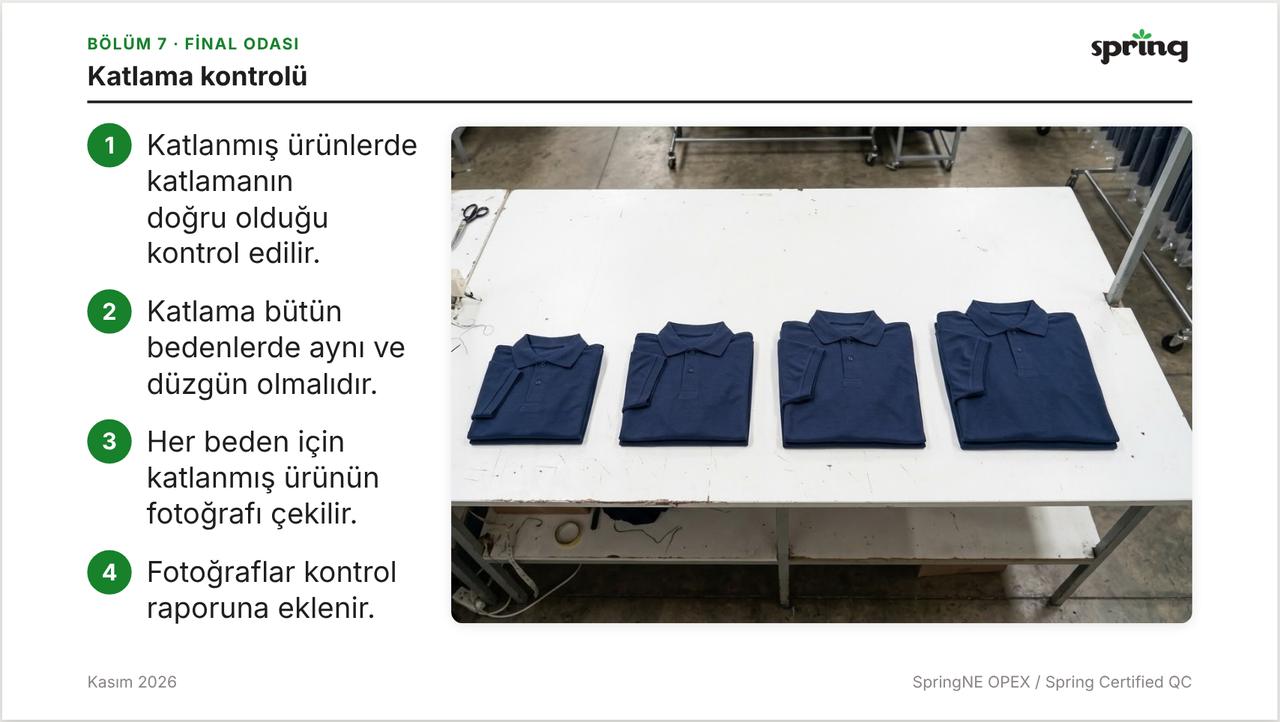 BÖLÜM 7 · FİNAL ODASI
spring
Katlama kontrolü
1 Katlanmış ürünlerde
katlamanın
doğru olduğu
kontrol edilir.
2 Katlama bütün
bedenlerde aynı ve
düzgün olmalıdır.
3 Her beden için
katlanmış ürünün
fotoğrafı çekilir.
4 Fotoğraflar kontrol
raporuna eklenir.
Kasım 2026
SpringNE OPEX / Spring Certified QC